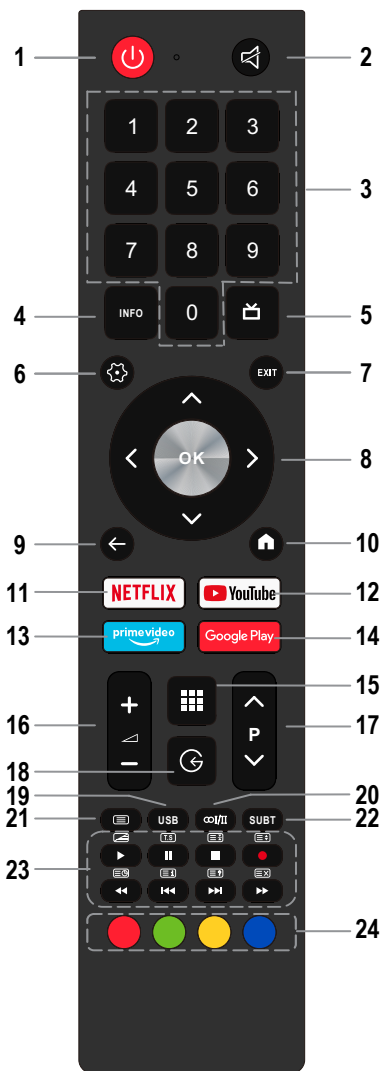 1 2
1 2 3
4 5 6
3
7 8 9
4 INFO 0 5
6 EXIT 7
OK 8
9 10
11 NETFLIX YouTube 12
13 prime video Google Play 14
15
16 + P 17
−
18
19 20
21 USB I/II SUBT 22
T.S
23
24